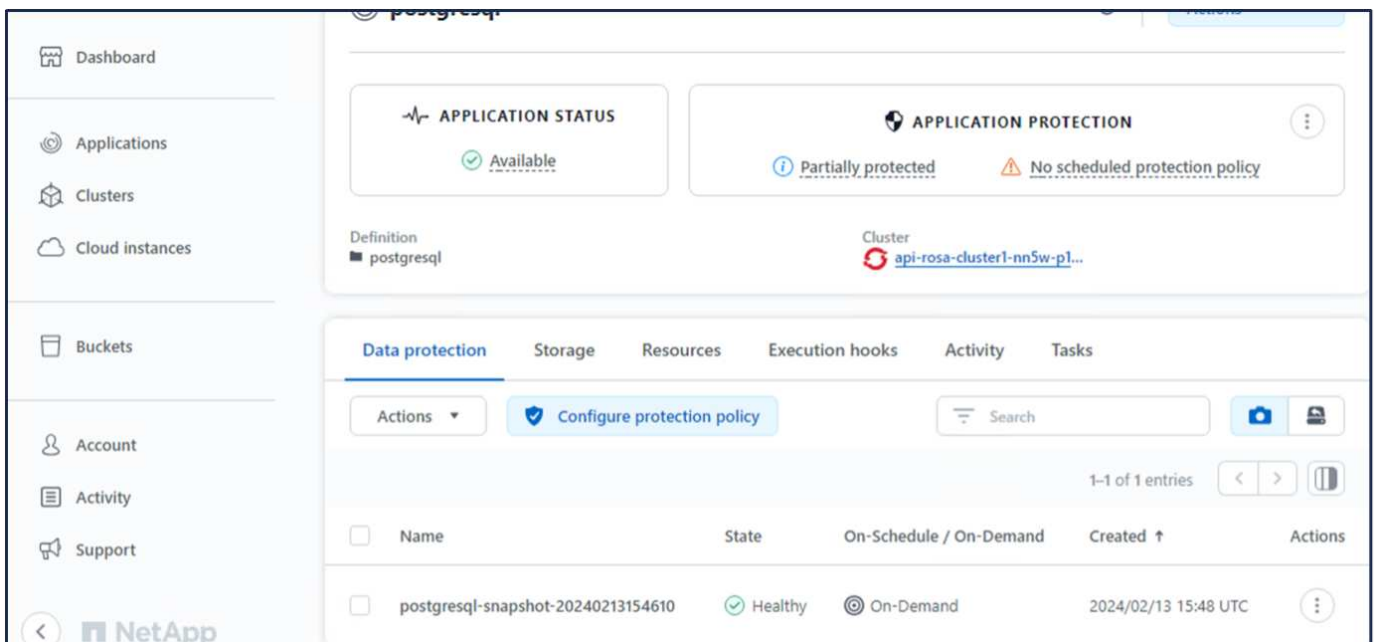 postgresql
Actions
Dashboard
APPLICATION STATUS
APPLICATION PROTECTION
Applications
Available
Partially protected
No scheduled protection policy
Clusters
Cloud instances
Definition
Cluster
postgresql
api-rosa-cluster1-nn5w-p1...
Buckets
Data protection Storage Resources Execution hooks Activity Tasks
Actions
Configure protection policy
Search
Account
1–1 of 1 entries
Activity
Name State On-Schedule / On-Demand Created ↑ Actions
Support
postgresql-snapshot-20240213154610 Healthy On-Demand 2024/02/13 15:48 UTC
NetApp